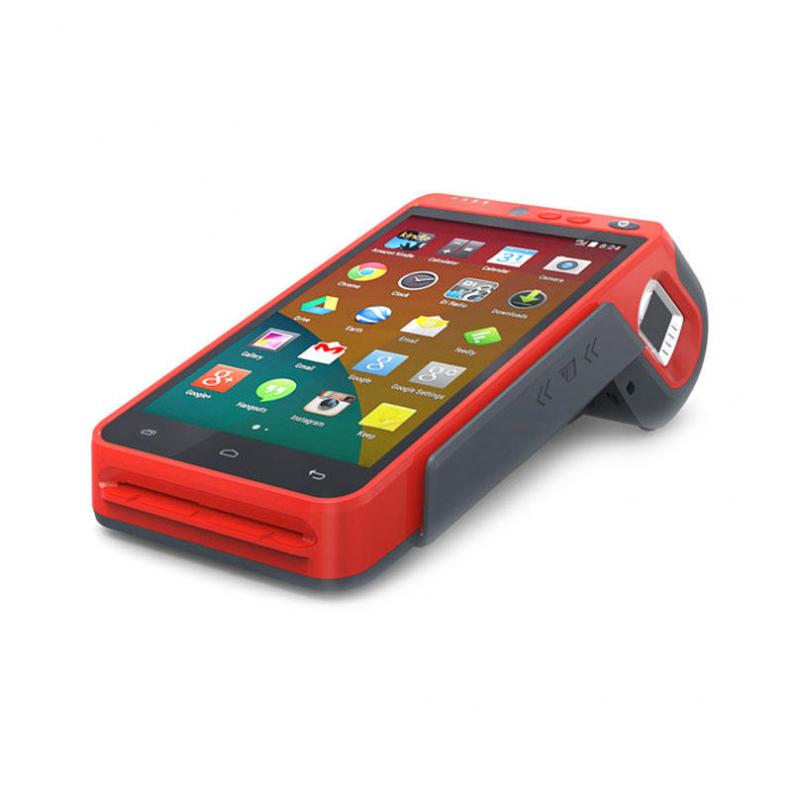 8:24
kindle
31
Amazon Kindle
Calculator
Calendar
Camera
Chrome
Clock
DI Radio
Downloads
Drive
Earth
Email
feedly
Gallery
Gmail
Google
Google Settings
Google+
Hangouts
Instagram
Keep